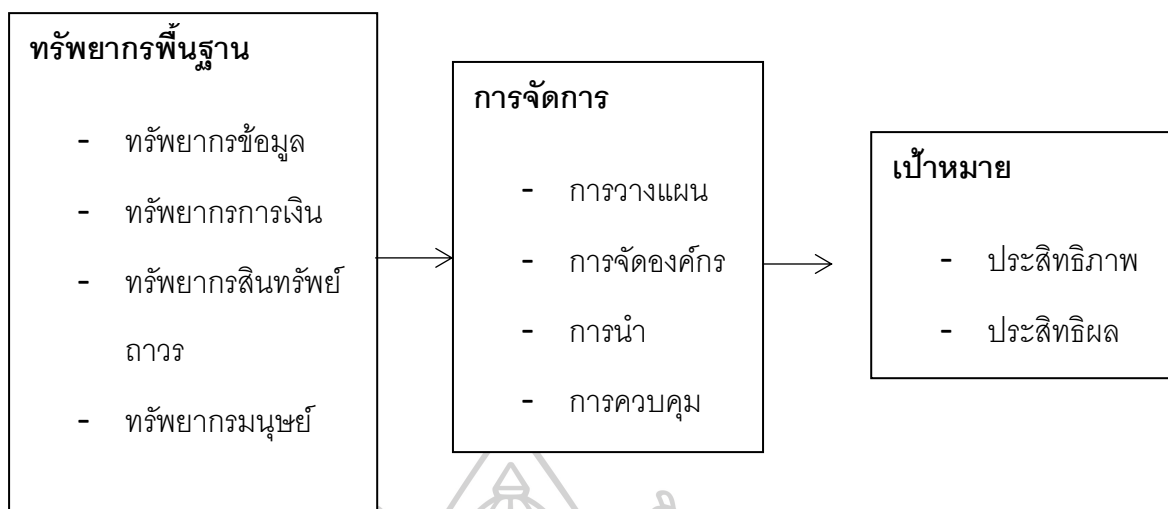 ทรัพยากรพื้นฐาน
- ทรัพยากรข้อมูล
- ทรัพยากรการเงิน
- ทรัพยากรสินทรัพย์
ถาวร
- ทรัพยากรมนุษย์
การจัดการ
- การวางแผน
- การจัดองค์กร
- การนำ
- การควบคุม
เป้าหมาย
- ประสิทธิภาพ
- ประสิทธิผล